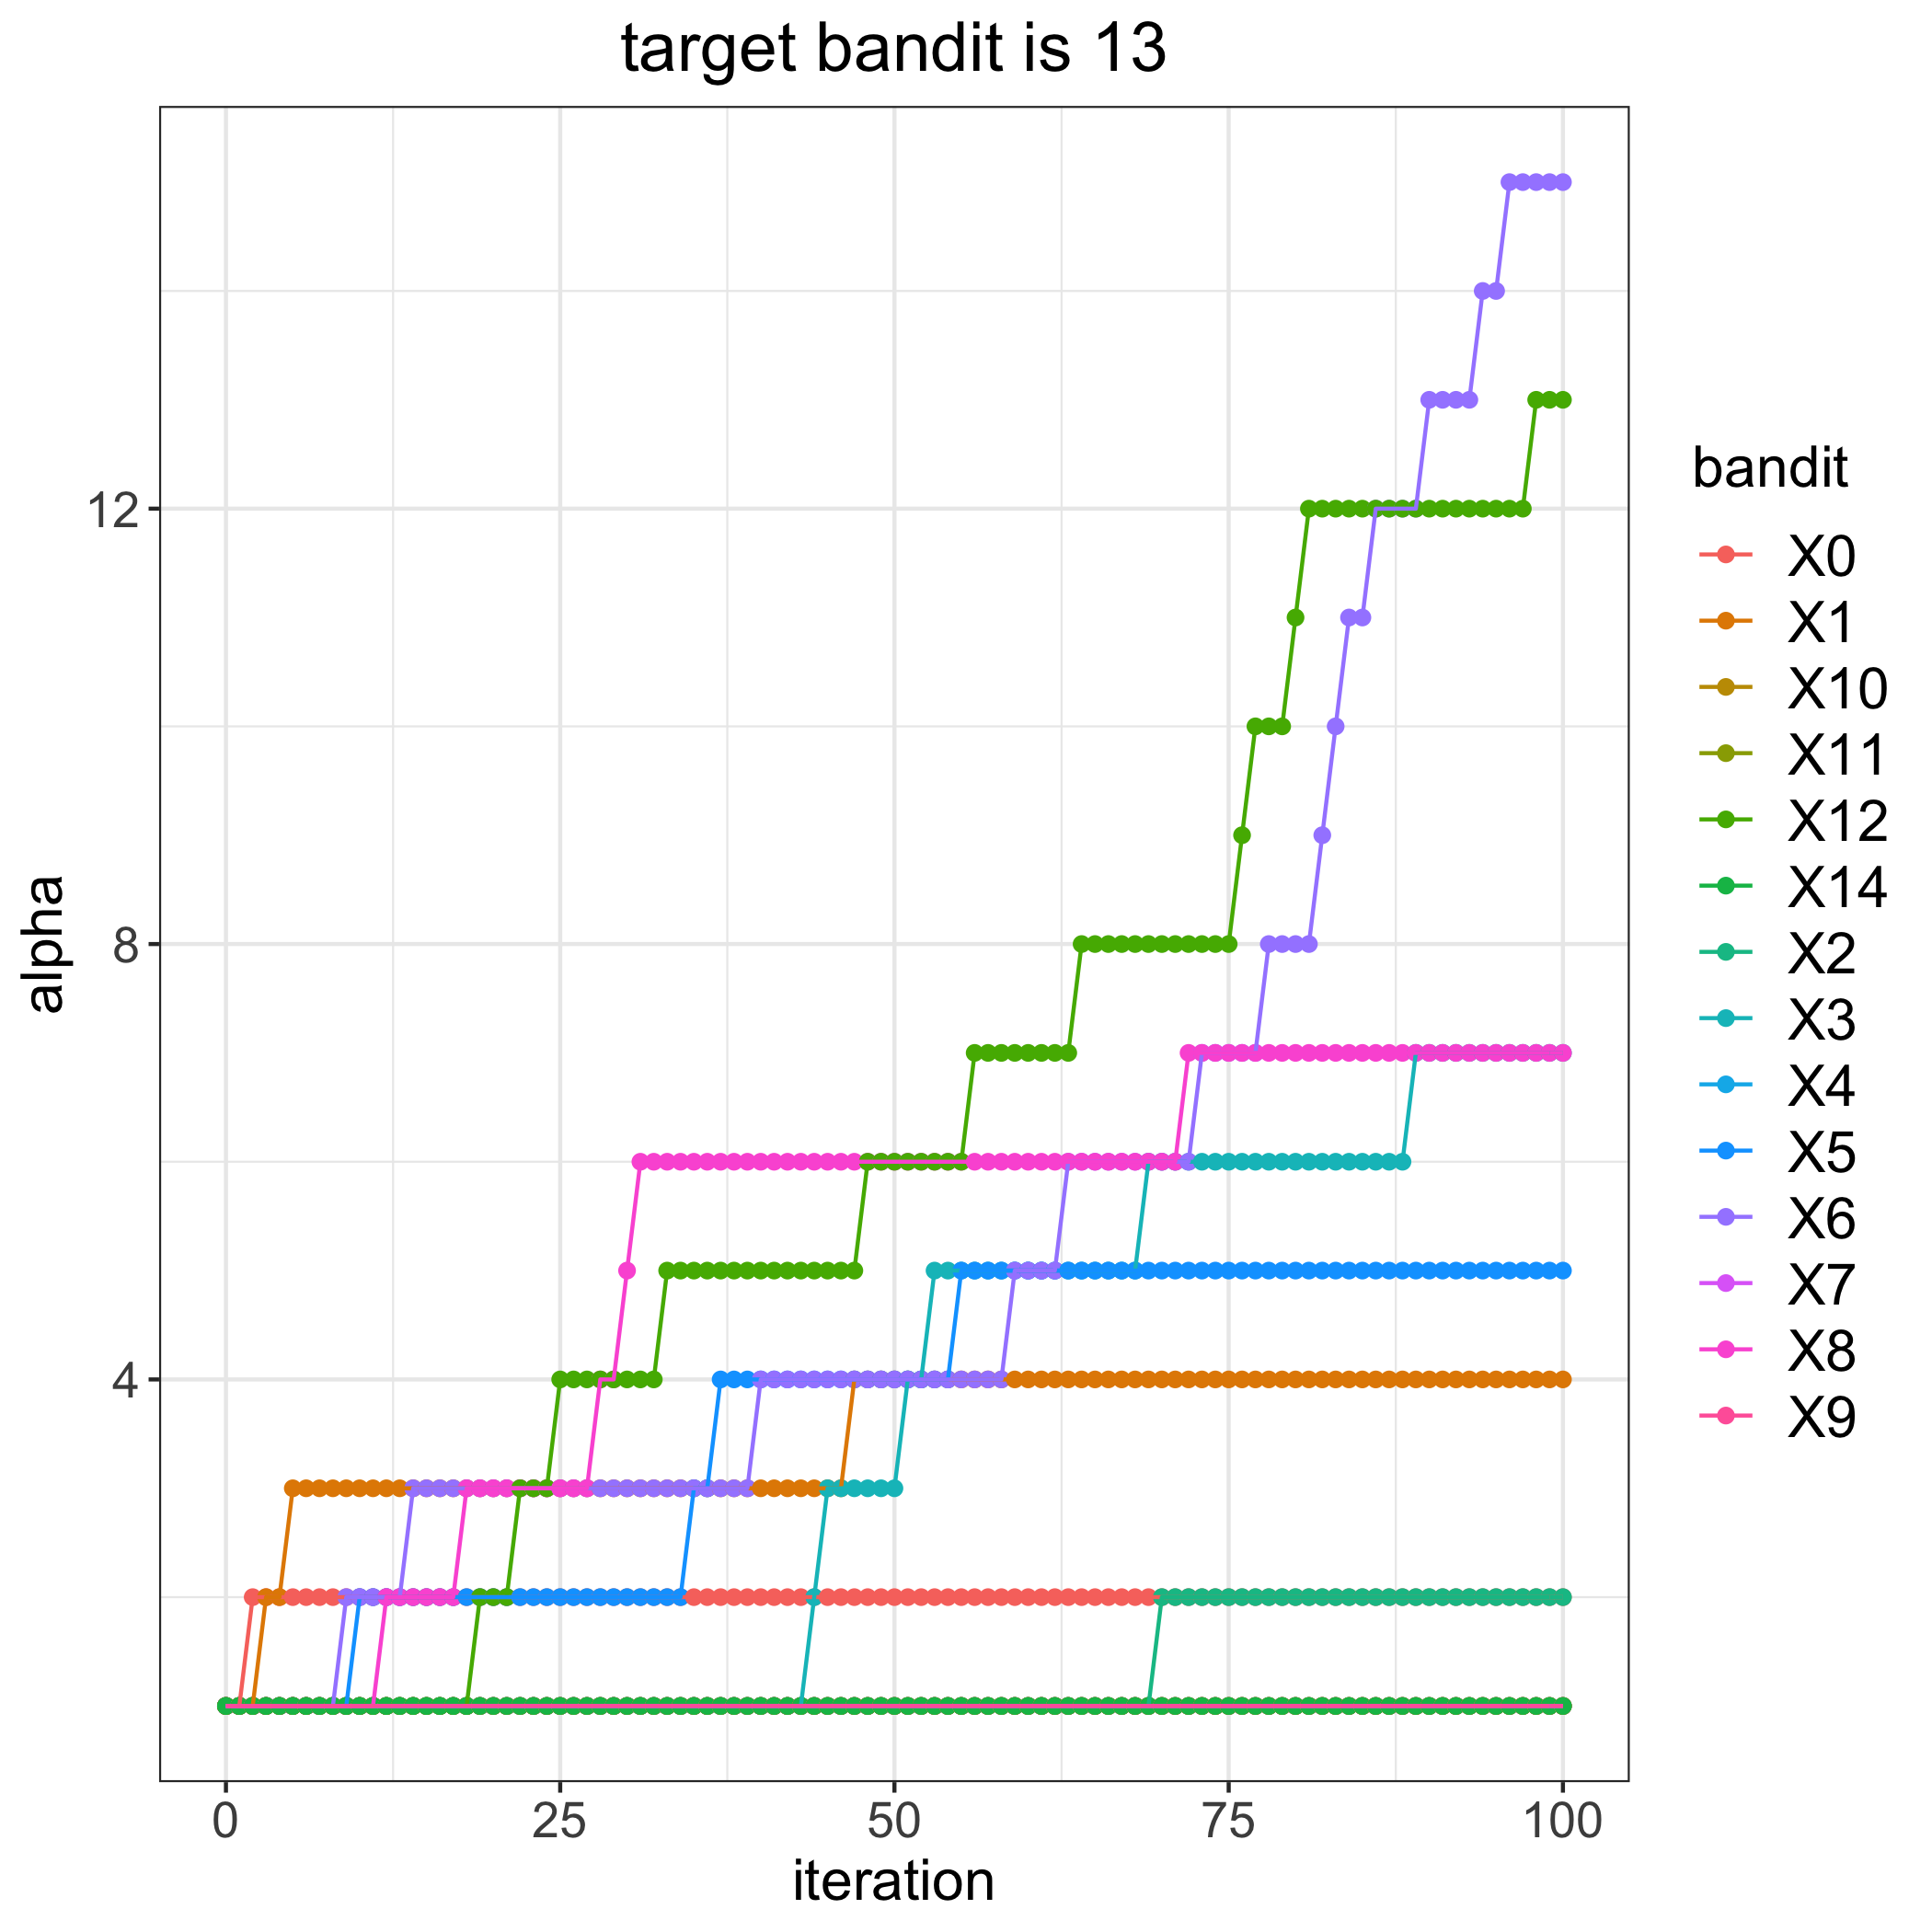 target bandit is 13
12
8
4
alpha
0 25 50 75 100
iteration
bandit
X0
X1
X10
X11
X12
X14
X2
X3
X4
X5
X6
X7
X8
X9